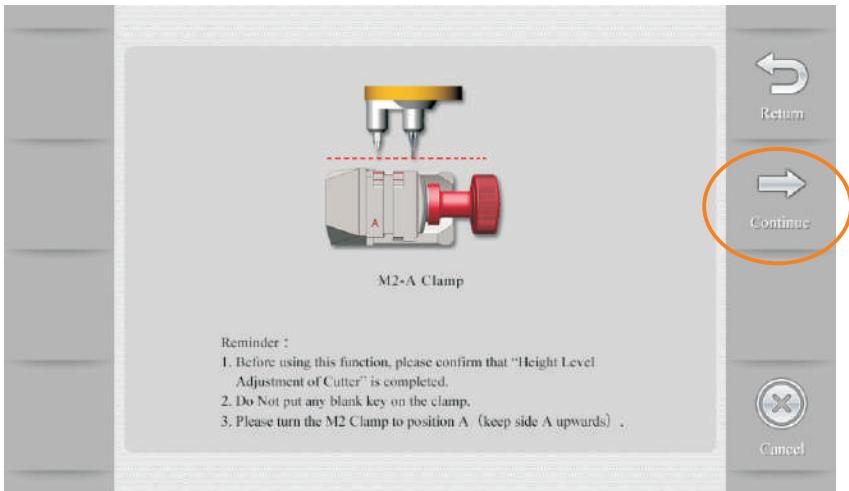 Return
Continue
A
M2-A Clamp
Reminder：
1. Before using this function, please confirm that “Height Level
Adjustment of Cutter” is completed.
2. Do Not put any blank key on the clamp.
3. Please turn the M2 Clamp to position A（keep side A upwards）.
Cancel